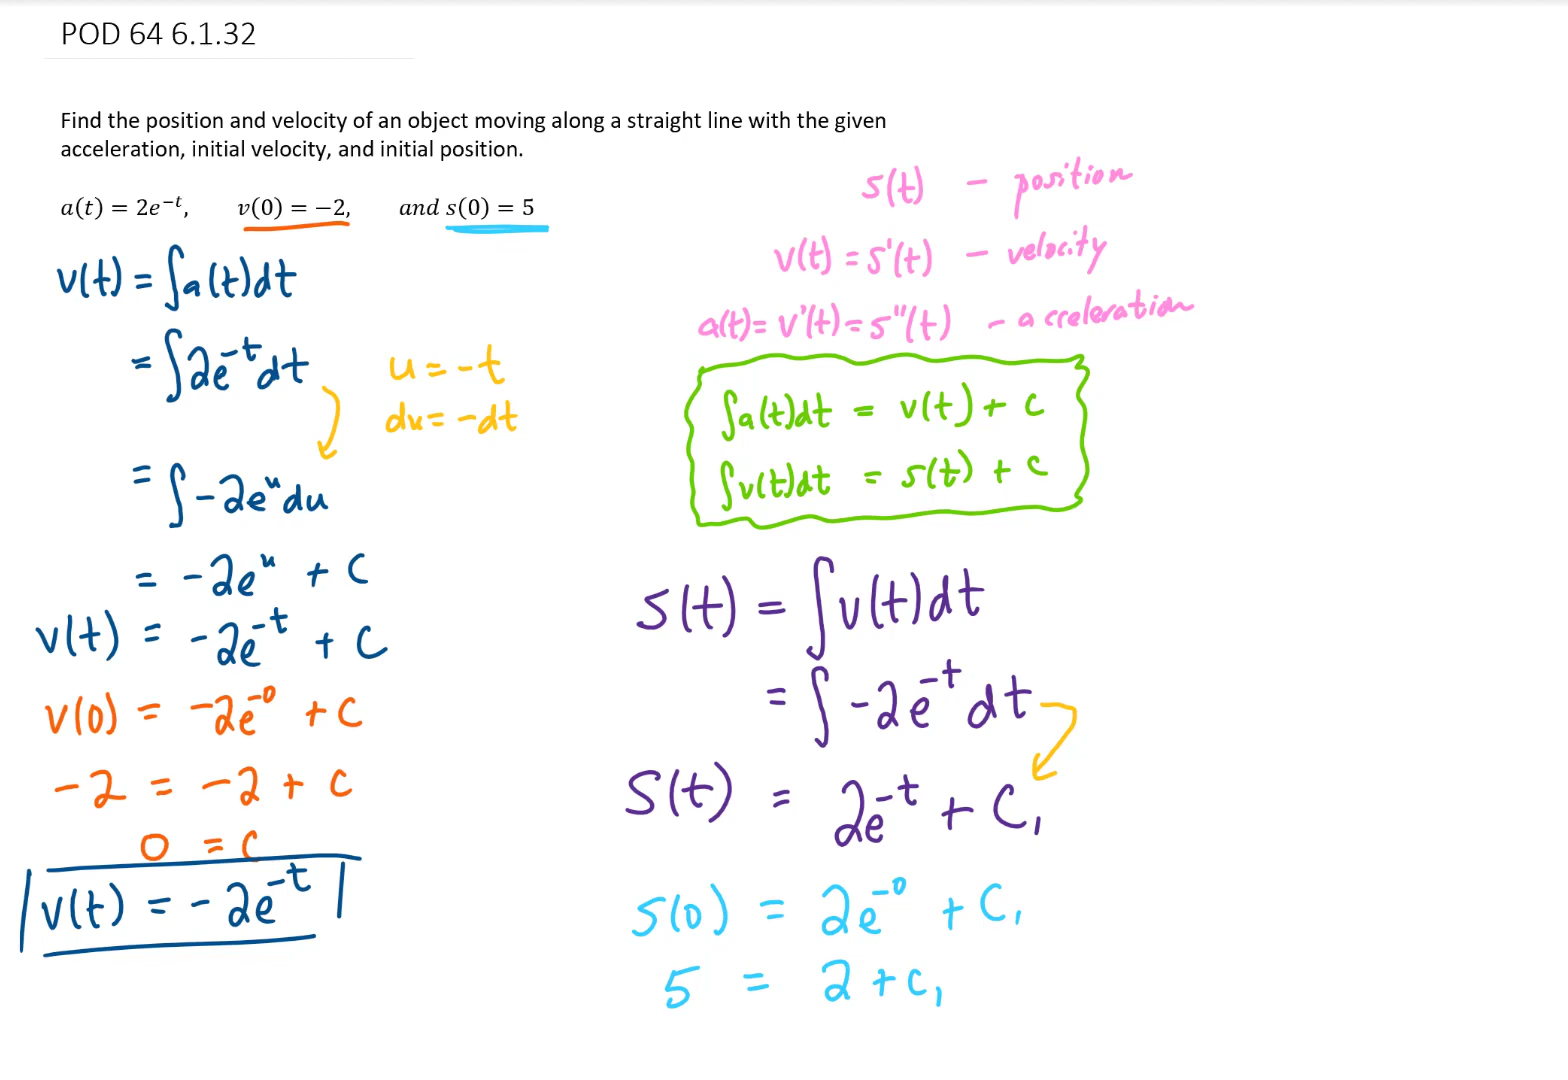 POD 64 6.1.32
Find the position and velocity of an object moving along a straight line with the given
acceleration, initial velocity, and initial position.
a(t) = 2e^{-t}, v(0) = -2, and s(0) = 5
v(t) = ∫a(t)dt
= ∫2e^{-t}dt
u = -t
du = -dt
= ∫-2e^{u}du
= -2e^{u} + C
v(t) = -2e^{-t} + C
v(0) = -2e^{-0} + C
-2 = -2 + C
0 = C
v(t) = -2e^{-t}
s(t) - position
v(t) = s'(t) - velocity
a(t) = v'(t) = s''(t) - a creleration
∫a(t)dt = v(t) + C
∫v(t)dt = s(t) + C
s(t) = ∫v(t)dt
= ∫-2e^{-t}dt
s(t) = 2e^{-t} + C₁
s(0) = 2e^{-0} + C₁
5 = 2 + C₁